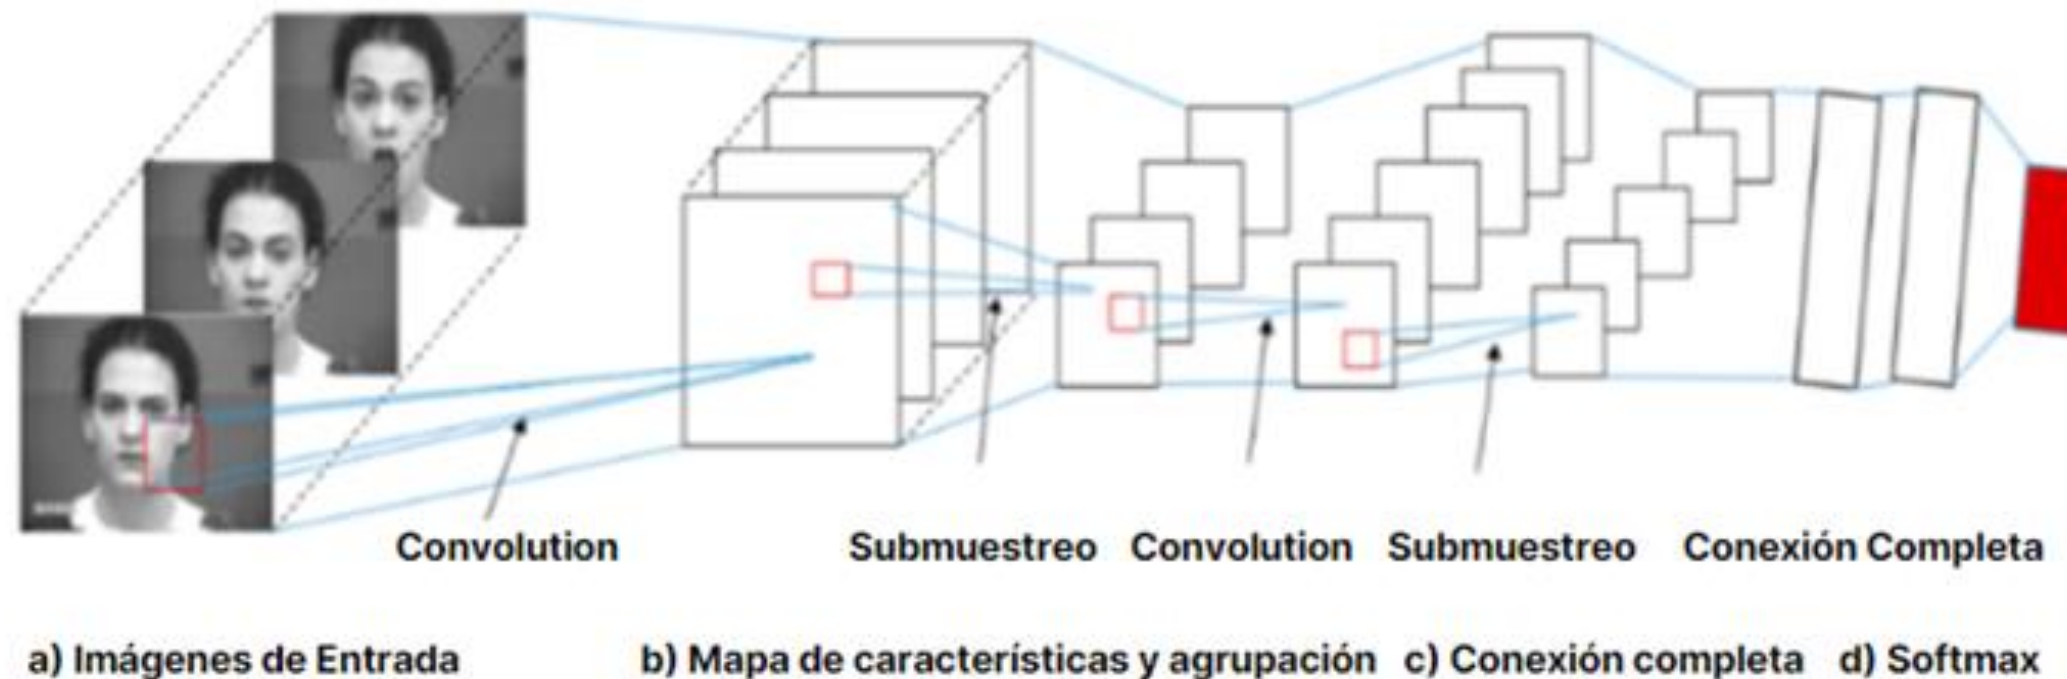 Convolution Submuestreo Convolution Submuestreo Conexión Completa
a) Imágenes de Entrada b) Mapa de características y agrupación c) Conexión completa d) Softmax